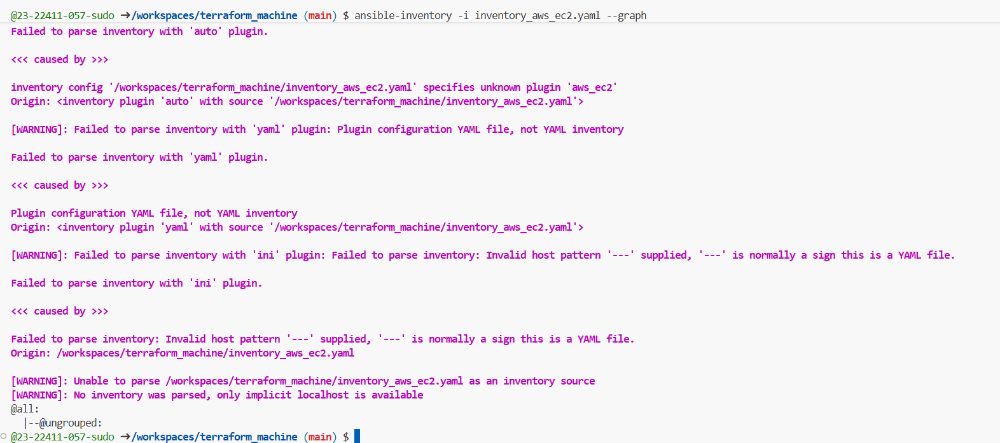 @23-22411-057-sudo ➜/workspaces/terraform_machine (main) $ ansible-inventory -i inventory_aws_ec2.yaml --graph
Failed to parse inventory with 'auto' plugin.
<<< caused by >>>
inventory config '/workspaces/terraform_machine/inventory_aws_ec2.yaml' specifies unknown plugin 'aws_ec2'
Origin: <inventory plugin 'auto' with source '/workspaces/terraform_machine/inventory_aws_ec2.yaml'>
[WARNING]: Failed to parse inventory with 'yaml' plugin: Plugin configuration YAML file, not YAML inventory
Failed to parse inventory with 'yaml' plugin.
<<< caused by >>>
Plugin configuration YAML file, not YAML inventory
Origin: <inventory plugin 'yaml' with source '/workspaces/terraform_machine/inventory_aws_ec2.yaml'>
[WARNING]: Failed to parse inventory with 'ini' plugin: Failed to parse inventory: Invalid host pattern '---' supplied, '---' is normally a sign this is a YAML file.
Failed to parse inventory with 'ini' plugin.
<<< caused by >>>
Failed to parse inventory: Invalid host pattern '---' supplied, '---' is normally a sign this is a YAML file.
Origin: /workspaces/terraform_machine/inventory_aws_ec2.yaml
[WARNING]: Unable to parse /workspaces/terraform_machine/inventory_aws_ec2.yaml as an inventory source
[WARNING]: No inventory was parsed, only implicit localhost is available
@all:
  |--@ungrouped:
@23-22411-057-sudo ➜/workspaces/terraform_machine (main) $